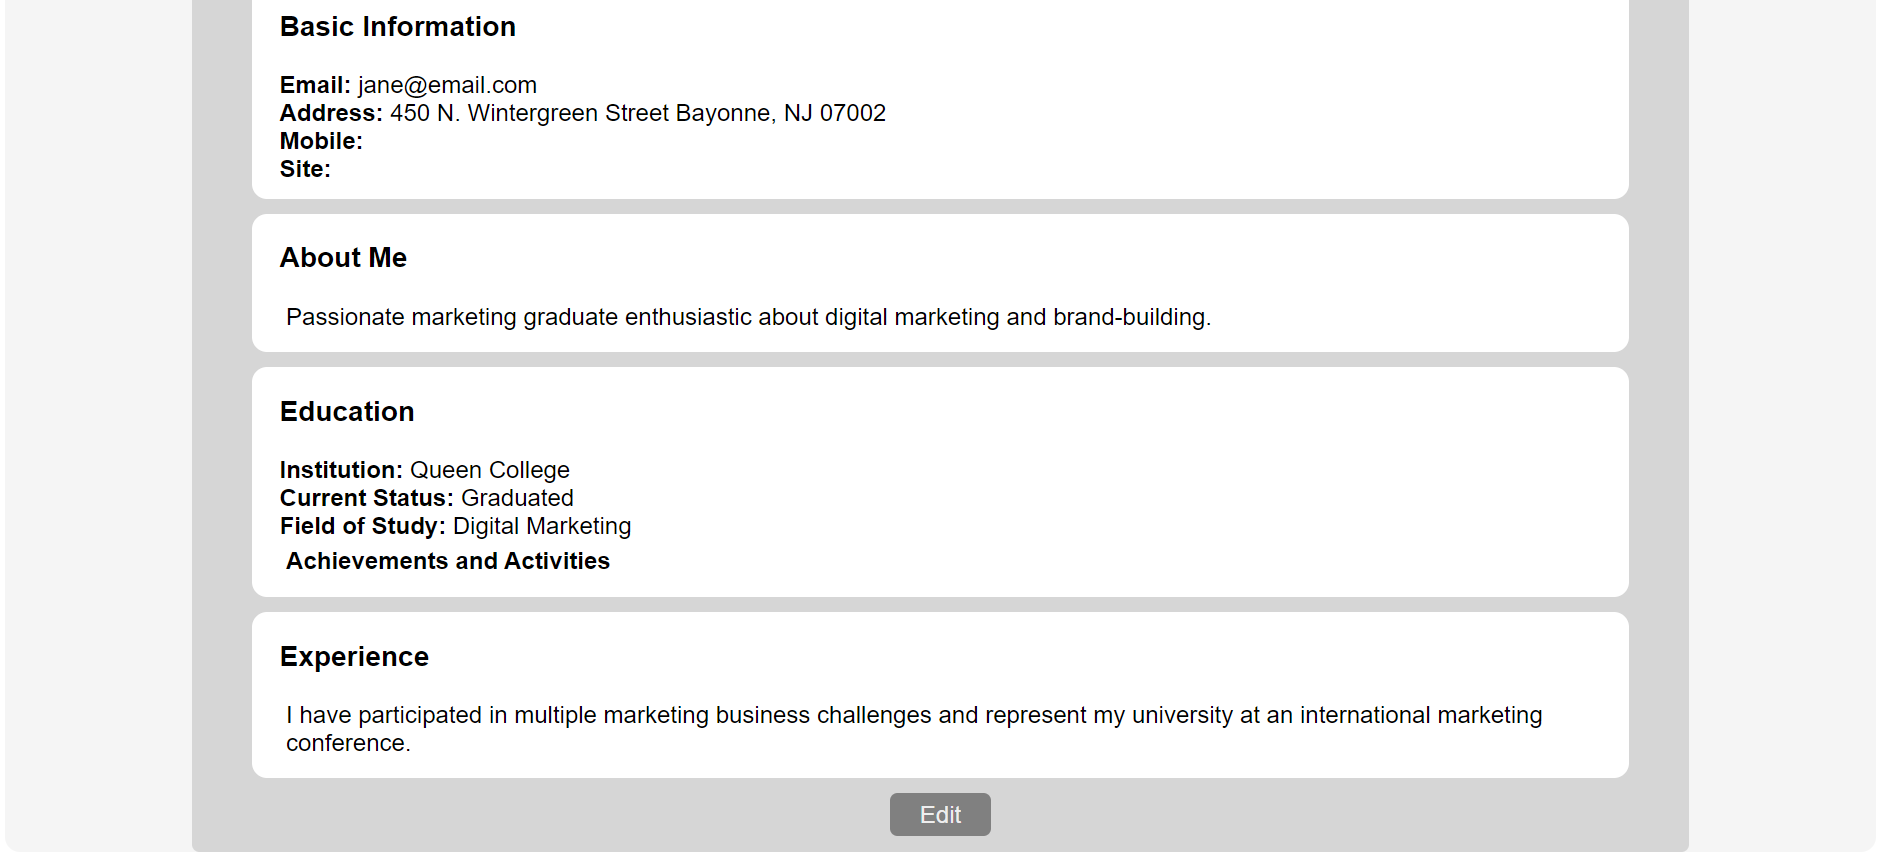 Basic Information
Email: jane@email.com
Address: 450 N. Wintergreen Street Bayonne, NJ 07002
Mobile:
Site:
About Me
Passionate marketing graduate enthusiastic about digital marketing and brand-building.
Education
Institution: Queen College
Current Status: Graduated
Field of Study: Digital Marketing
Achievements and Activities
Experience
I have participated in multiple marketing business challenges and represent my university at an international marketing
conference.
Edit